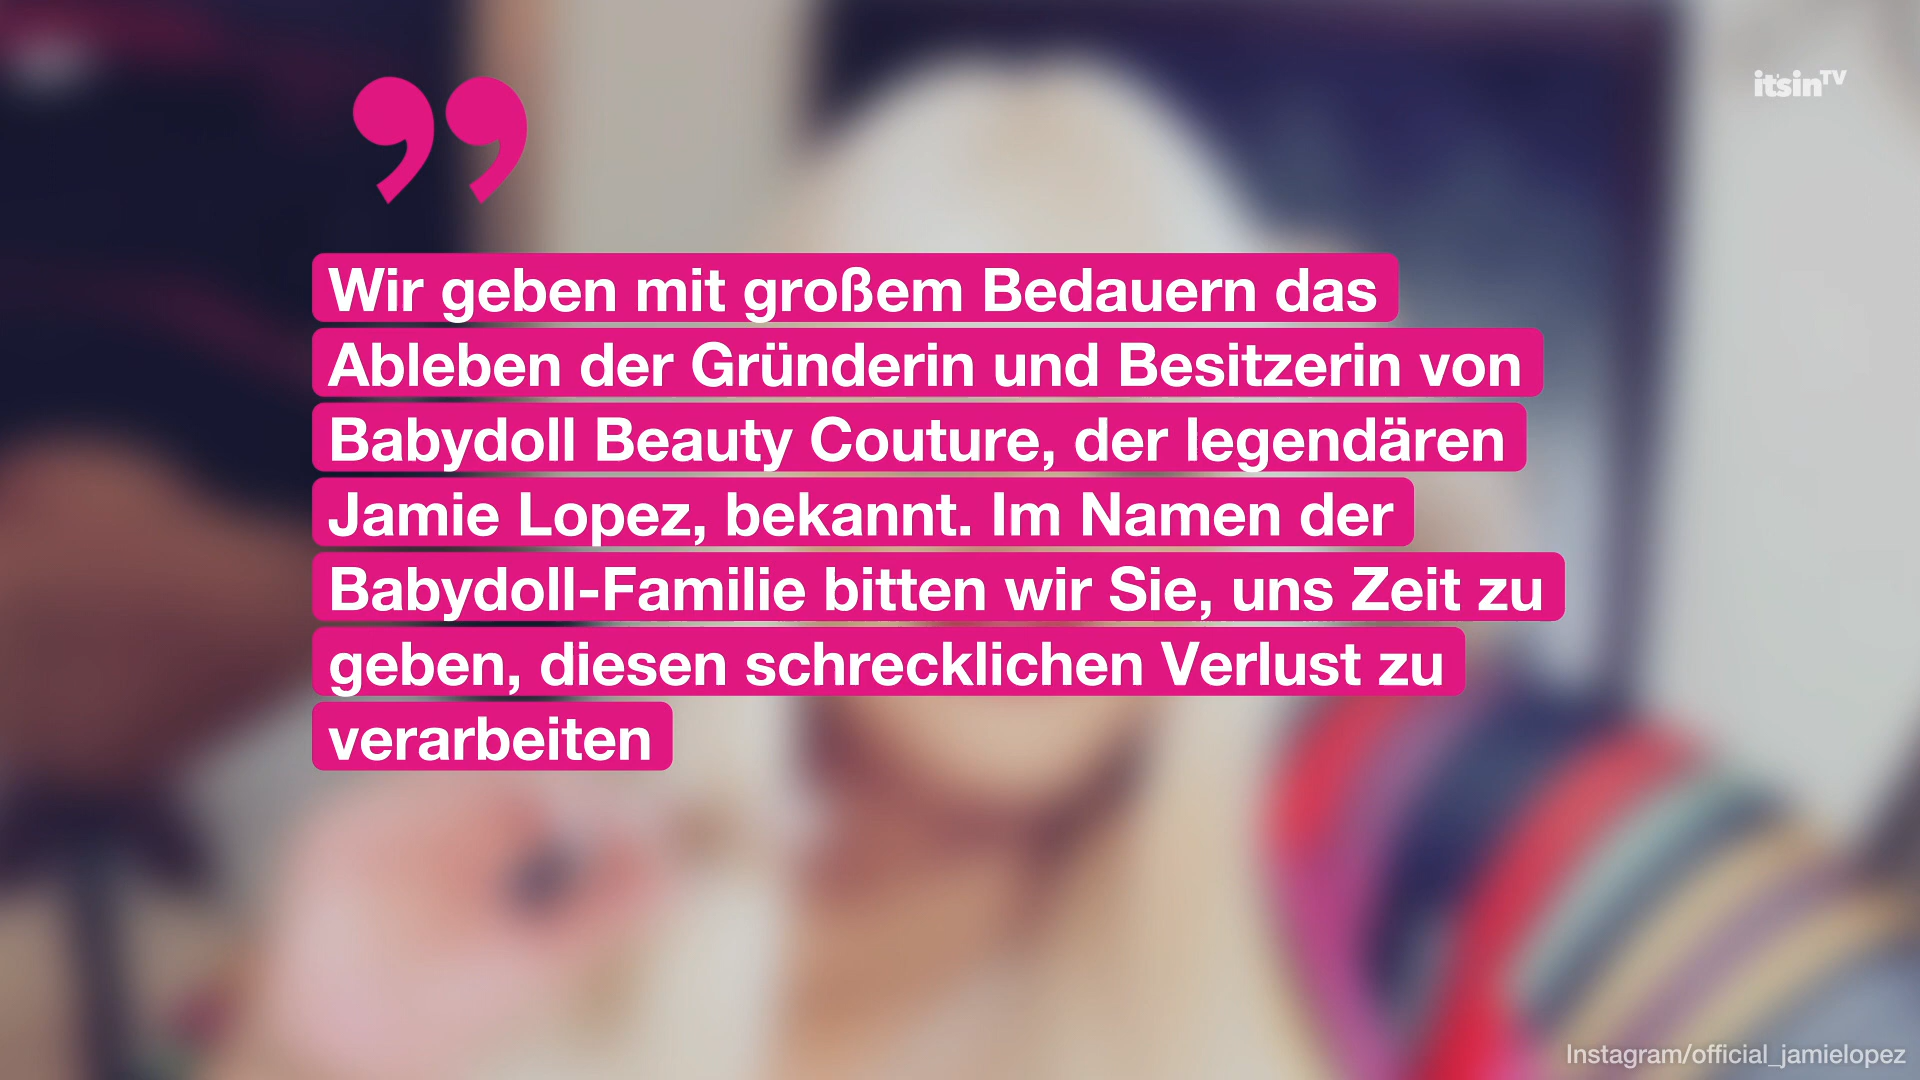 itsinTV
Wir geben mit großem Bedauern das
Ableben der Gründerin und Besitzerin von
Babydoll Beauty Couture, der legendären
Jamie Lopez, bekannt. Im Namen der
Babydoll-Familie bitten wir Sie, uns Zeit zu
geben, diesen schrecklichen Verlust zu
verarbeiten
Instagram/official_jamielopez